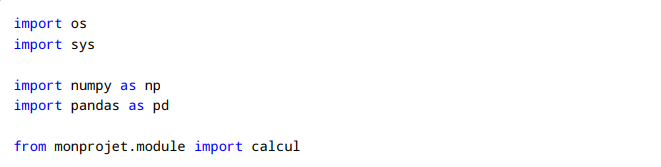 import os
import sys
import numpy as np
import pandas as pd
from monprojet.module import calcul